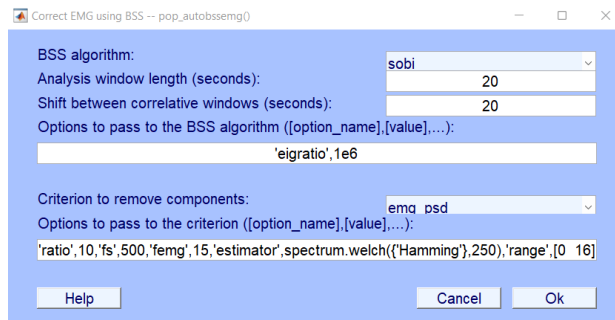 Correct EMG using BSS -- pop_autobssemg()
BSS algorithm: sobi
Analysis window length (seconds): 20
Shift between correlative windows (seconds): 20
Options to pass to the BSS algorithm ([option_name],[value],...):
'eigratio',1e6
Criterion to remove components: emg_psd
Options to pass to the criterion ([option_name],[value],...):
'ratio',10,'fs',500,'femg',15,'estimator',spectrum.welch({'Hamming'},250),'range',[0 16]
Help Cancel Ok